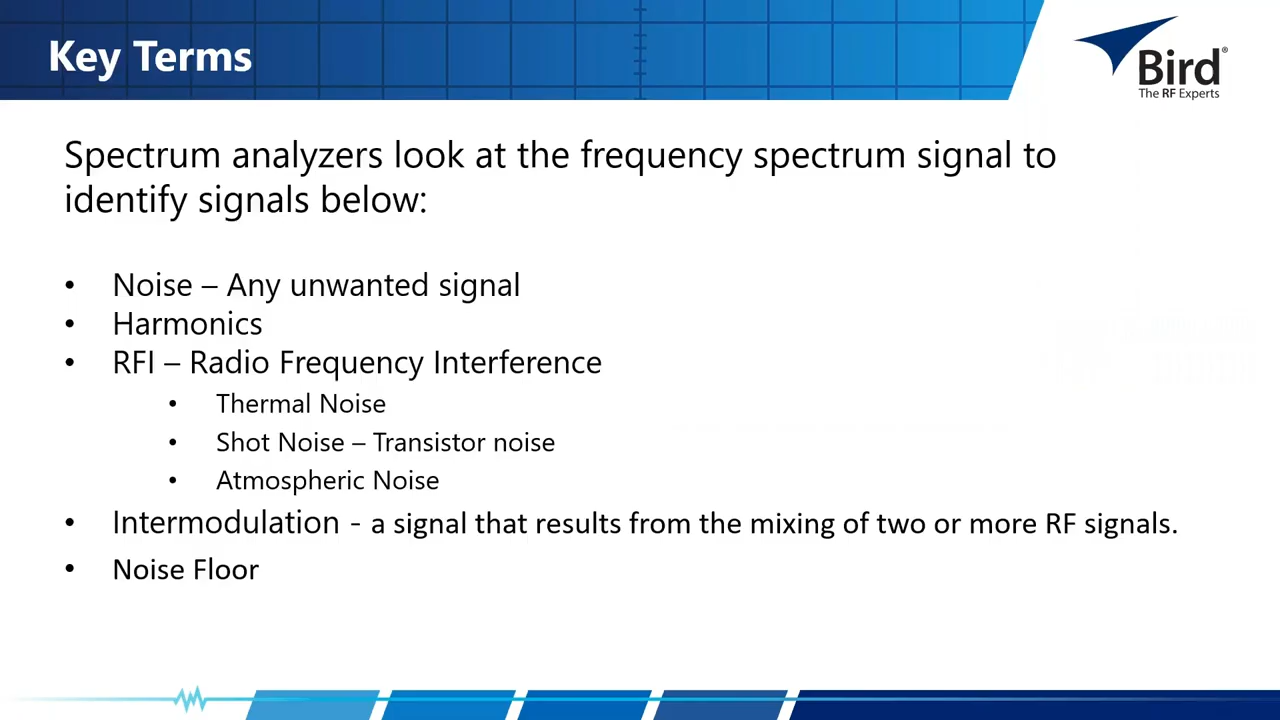 Key Terms
Bird®
The RF Experts
Spectrum analyzers look at the frequency spectrum signal to
identify signals below:
• Noise – Any unwanted signal
• Harmonics
• RFI – Radio Frequency Interference
• Thermal Noise
• Shot Noise – Transistor noise
• Atmospheric Noise
• Intermodulation - a signal that results from the mixing of two or more RF signals.
• Noise Floor